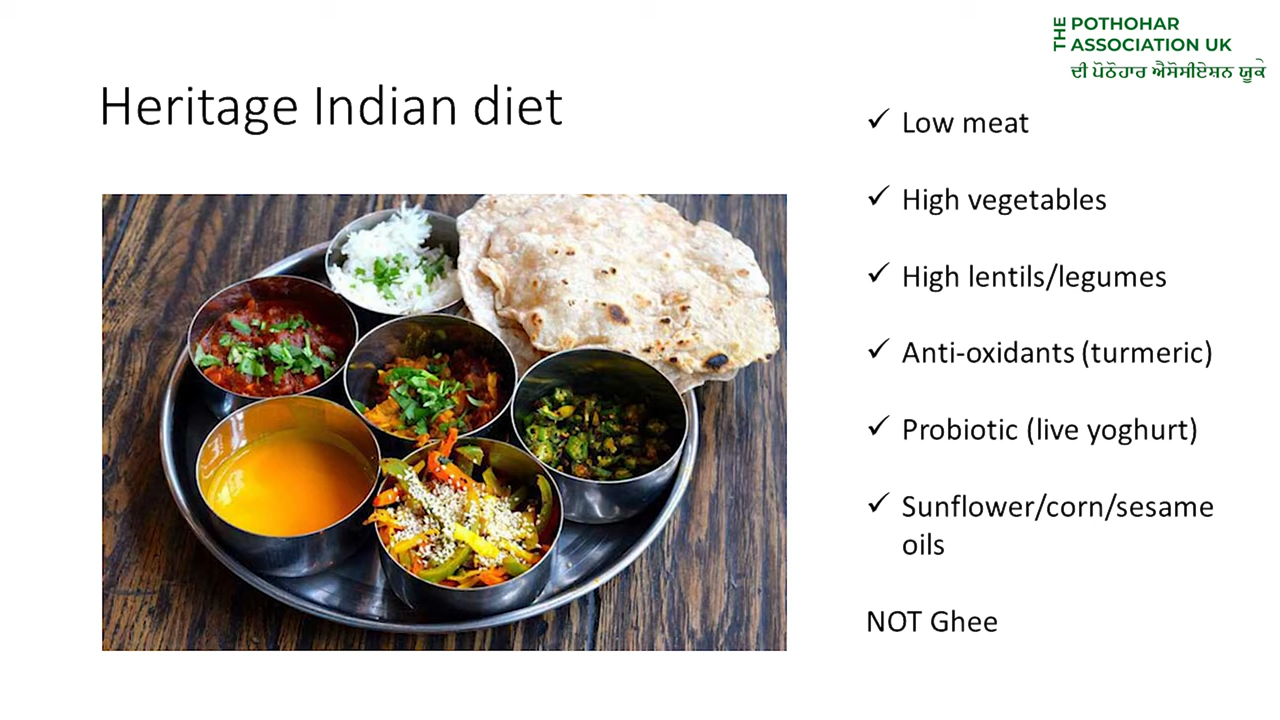 THE POTHOHAR
ASSOCIATION UK
ਦੀ ਪੋਠੋਹਾਰ ਐਸੋਸੀਏਸ਼ਨ ਯੂਕੇ
Heritage Indian diet
✓ Low meat
✓ High vegetables
✓ High lentils/legumes
✓ Anti-oxidants (turmeric)
✓ Probiotic (live yoghurt)
✓ Sunflower/corn/sesame
oils
NOT Ghee